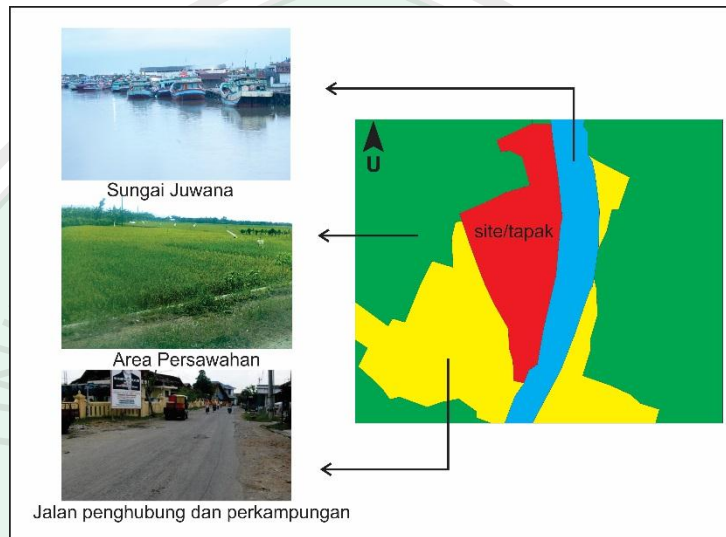 Sungai Juwana
U
site/tapak
Area Persawahan
Jalan penghubung dan perkampungan